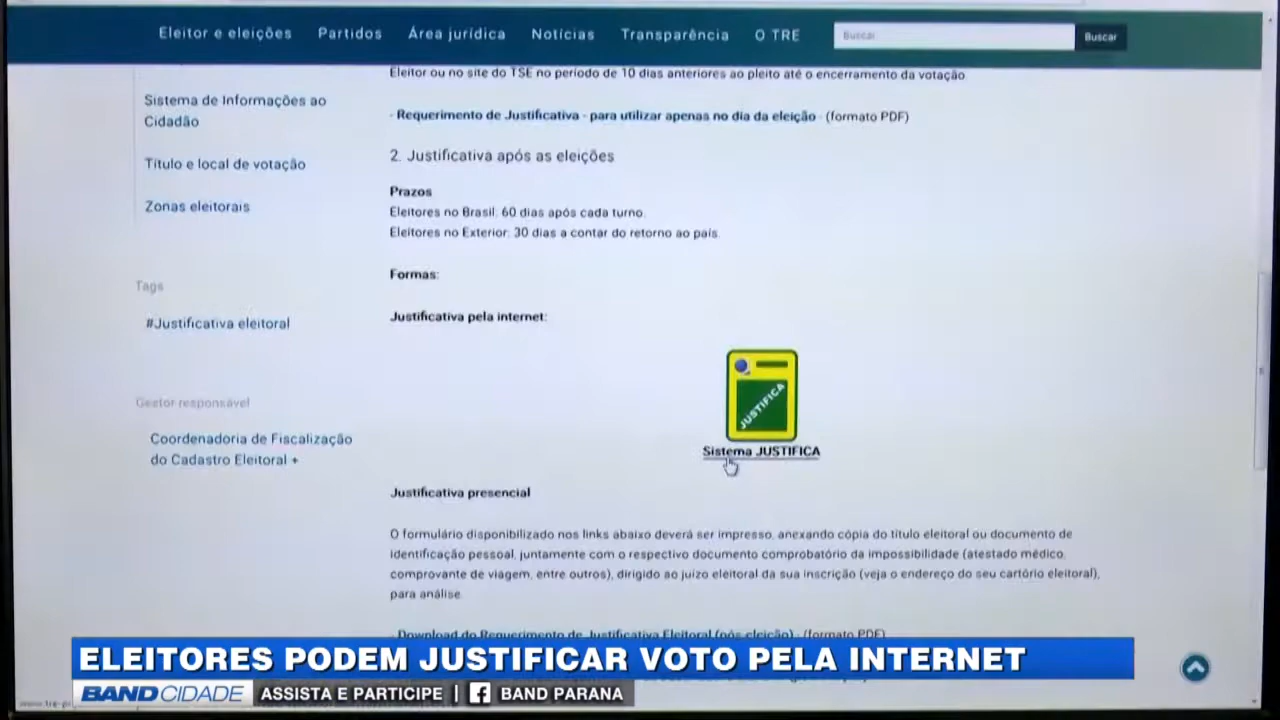 Eleitor e eleições Partidos Área jurídica Notícias Transparência O TRE Buscar Buscar
Eleitor ou no site do TSE no período de 10 dias anteriores ao pleito até o encerramento da votação
Sistema de Informações ao
Cidadão
Título e local de votação
Zonas eleitorais
Tags
#Justificativa eleitoral
Gestor responsável
Coordenadoria de Fiscalização
do Cadastro Eleitoral +
- Requerimento de Justificativa - para utilizar apenas no dia da eleição - (formato PDF)
2. Justificativa após as eleições
Prazos
Eleitores no Brasil: 60 dias após cada turno.
Eleitores no Exterior: 30 dias a contar do retorno ao país.
Formas:
Justificativa pela internet:
JUSTIFICA
Sistema JUSTIFICA
Justificativa presencial
O formulário disponibilizado nos links abaixo deverá ser impresso, anexando cópia do título eleitoral ou documento de
identificação pessoal, juntamente com o respectivo documento comprobatório da impossibilidade (atestado médico,
comprovante de viagem, entre outros), dirigido ao juízo eleitoral da sua inscrição (veja o endereço do seu cartório eleitoral),
para análise.
- Download do Requerimento de Justificativa Eleitoral (pós-eleição) - (formato PDF)
ELEITORES PODEM JUSTIFICAR VOTO PELA INTERNET
BAND CIDADE ASSISTA E PARTICIPE | f BAND PARANA